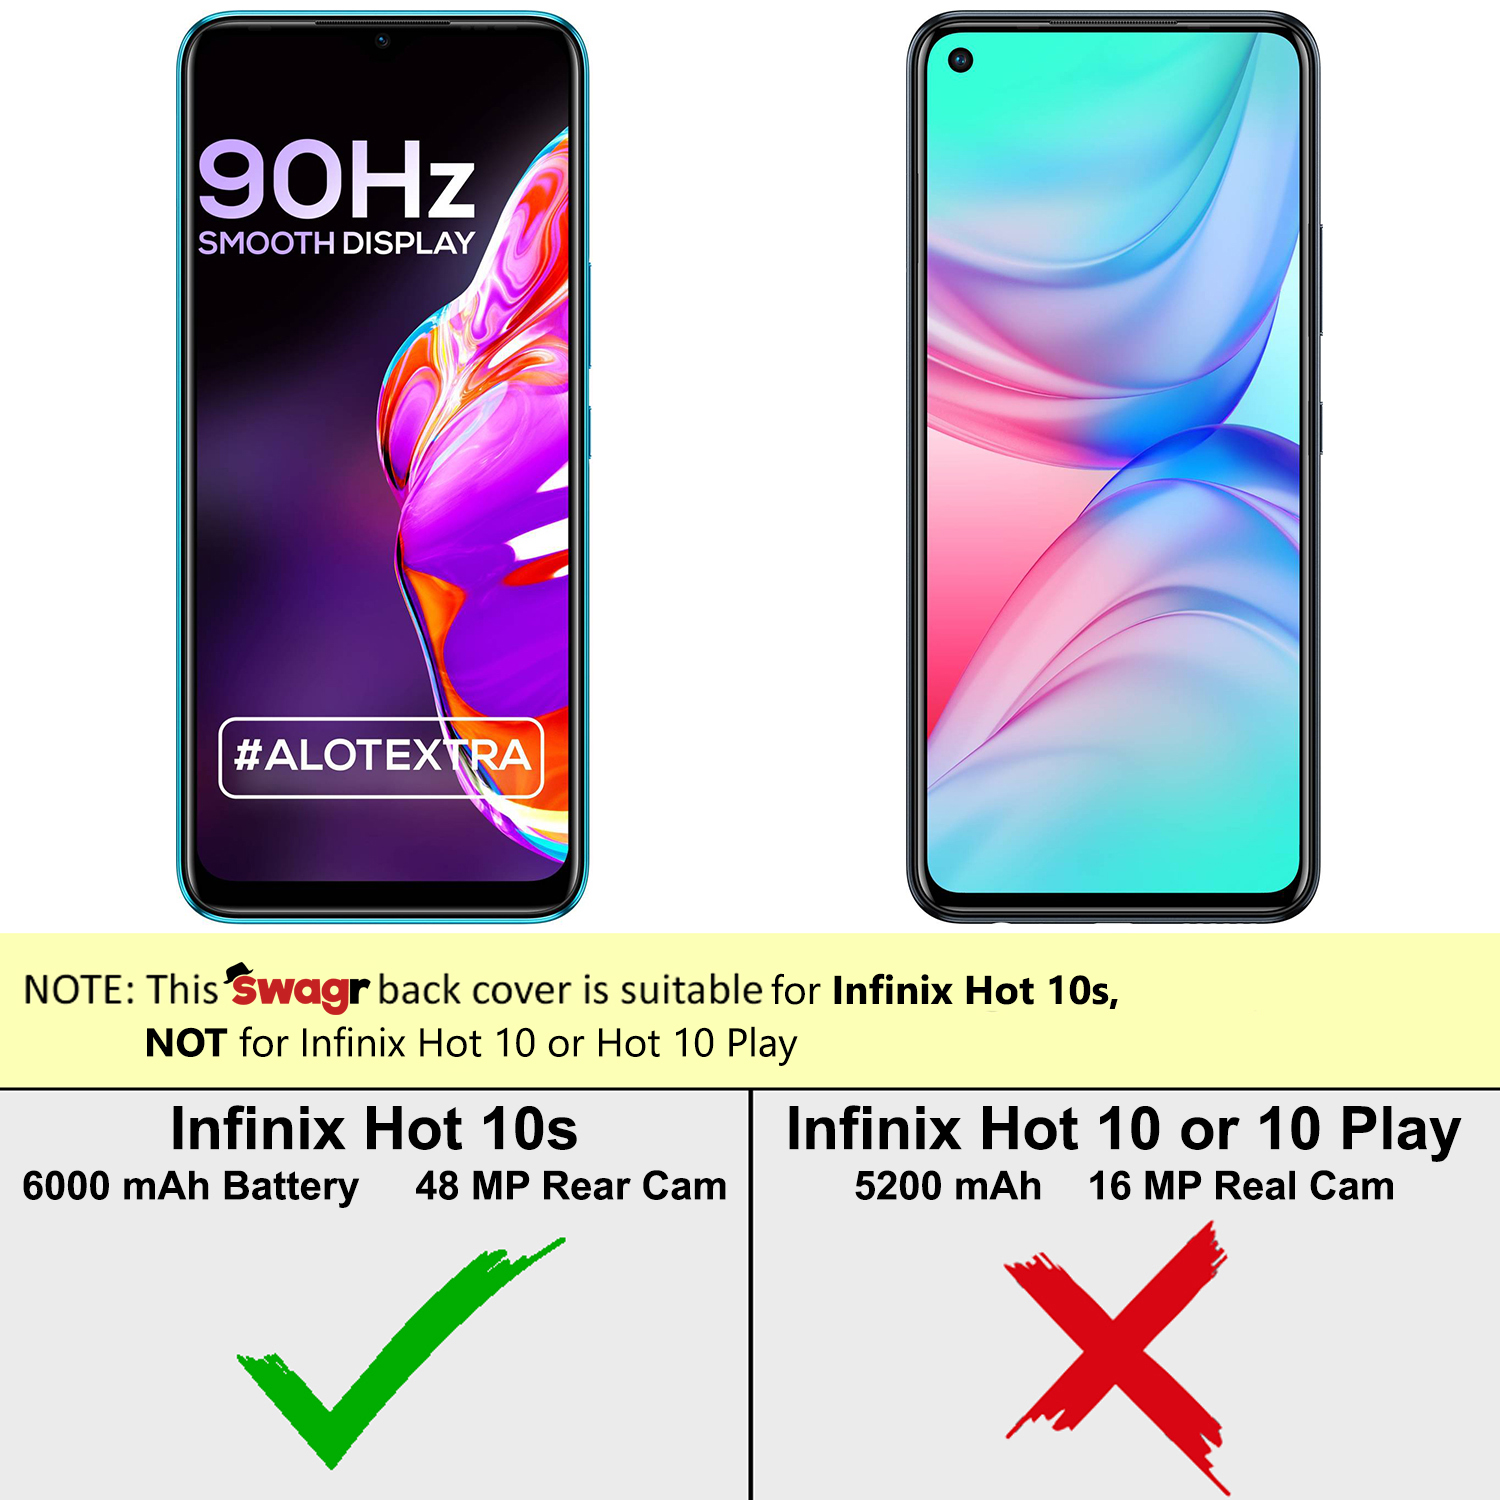 90Hz
SMOOTH DISPLAY
#ALOTEXTRA
NOTE: This Swagr back cover is suitable for Infinix Hot 10s,
NOT for Infinix Hot 10 or Hot 10 Play
Infinix Hot 10s
6000 mAh Battery 48 MP Rear Cam
Infinix Hot 10 or 10 Play
5200 mAh 16 MP Real Cam